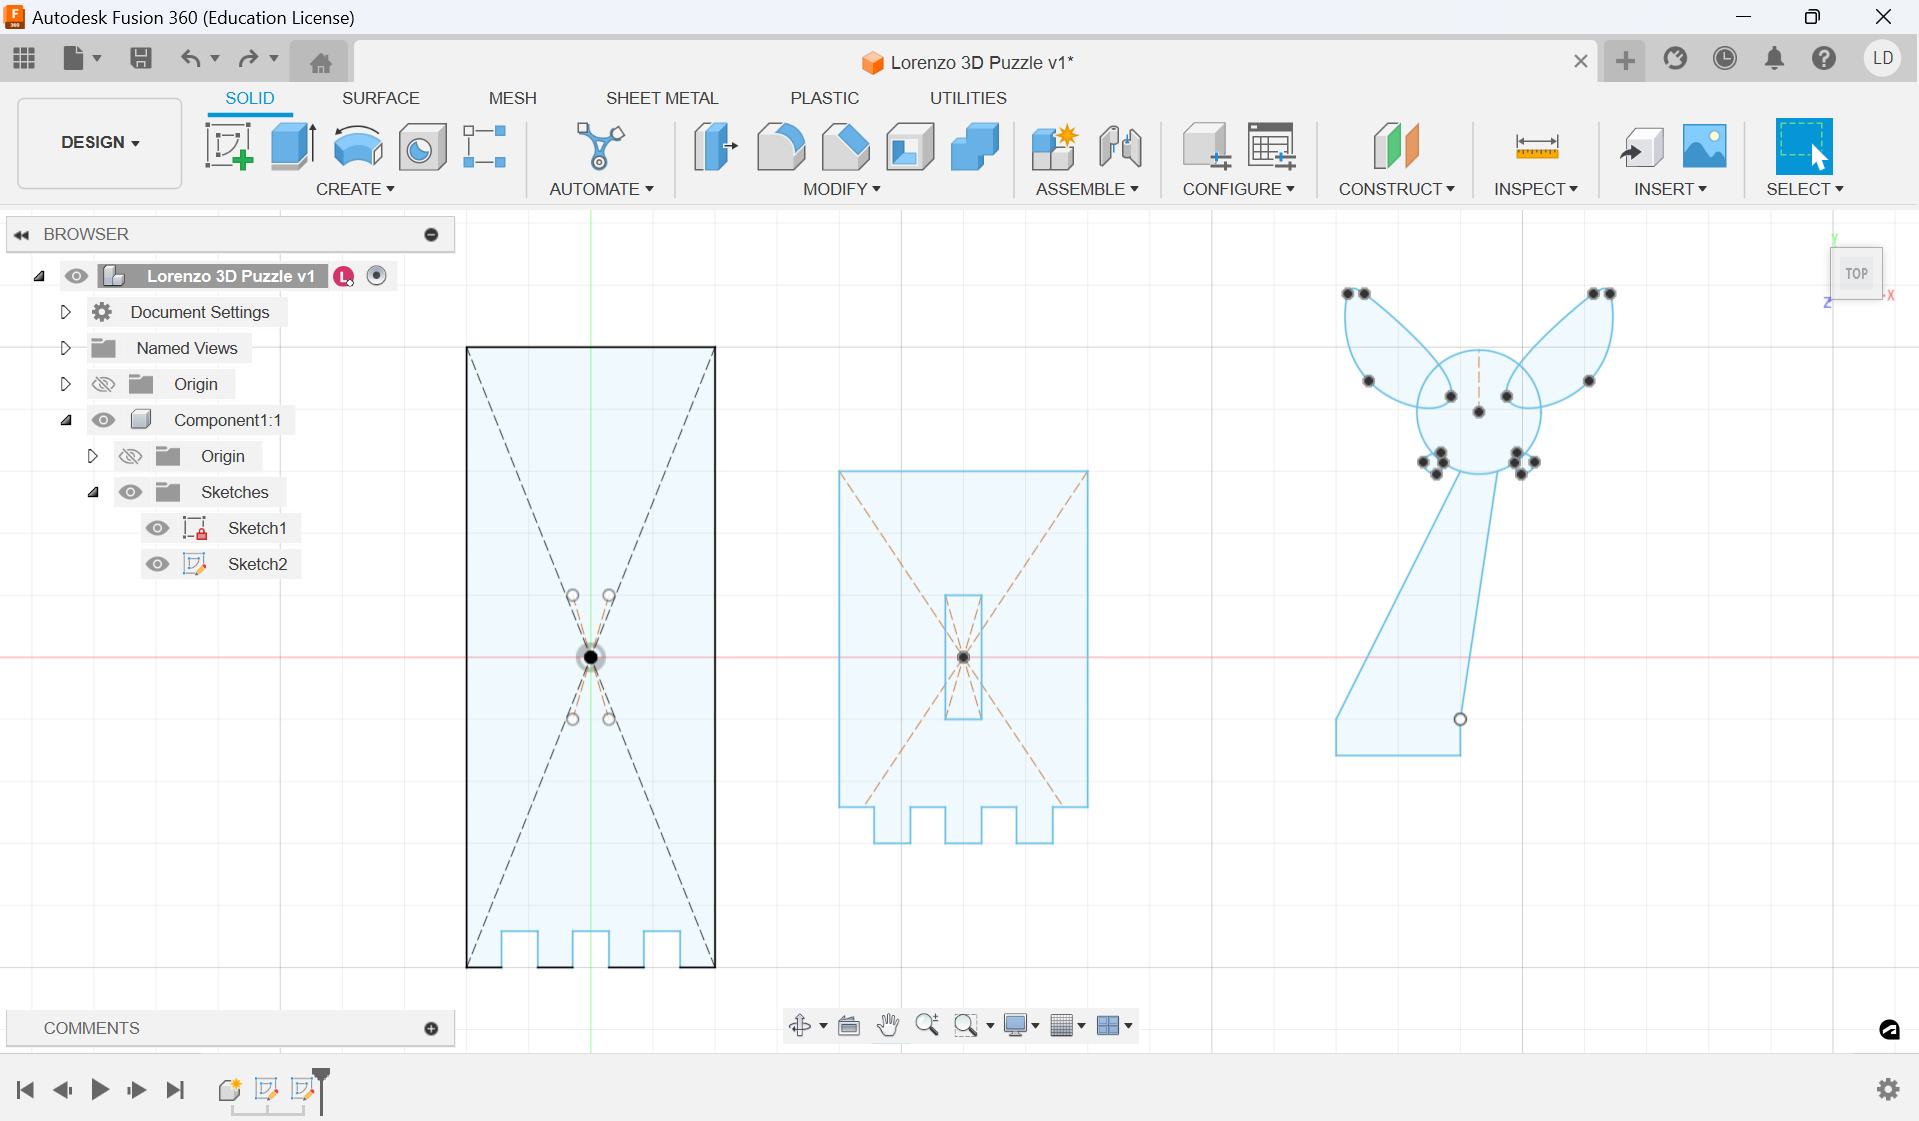 Autodesk Fusion 360 (Education License)
Lorenzo 3D Puzzle v1*
LD
SOLID
SURFACE
MESH
SHEET METAL
PLASTIC
UTILITIES
DESIGN
CREATE
AUTOMATE
MODIFY
ASSEMBLE
CONFIGURE
CONSTRUCT
INSPECT
INSERT
SELECT
BROWSER
Lorenzo 3D Puzzle v1
L
Document Settings
Named Views
Origin
Component1:1
Origin
Sketches
Sketch1
Sketch2
Y
TOP
X
Z
COMMENTS